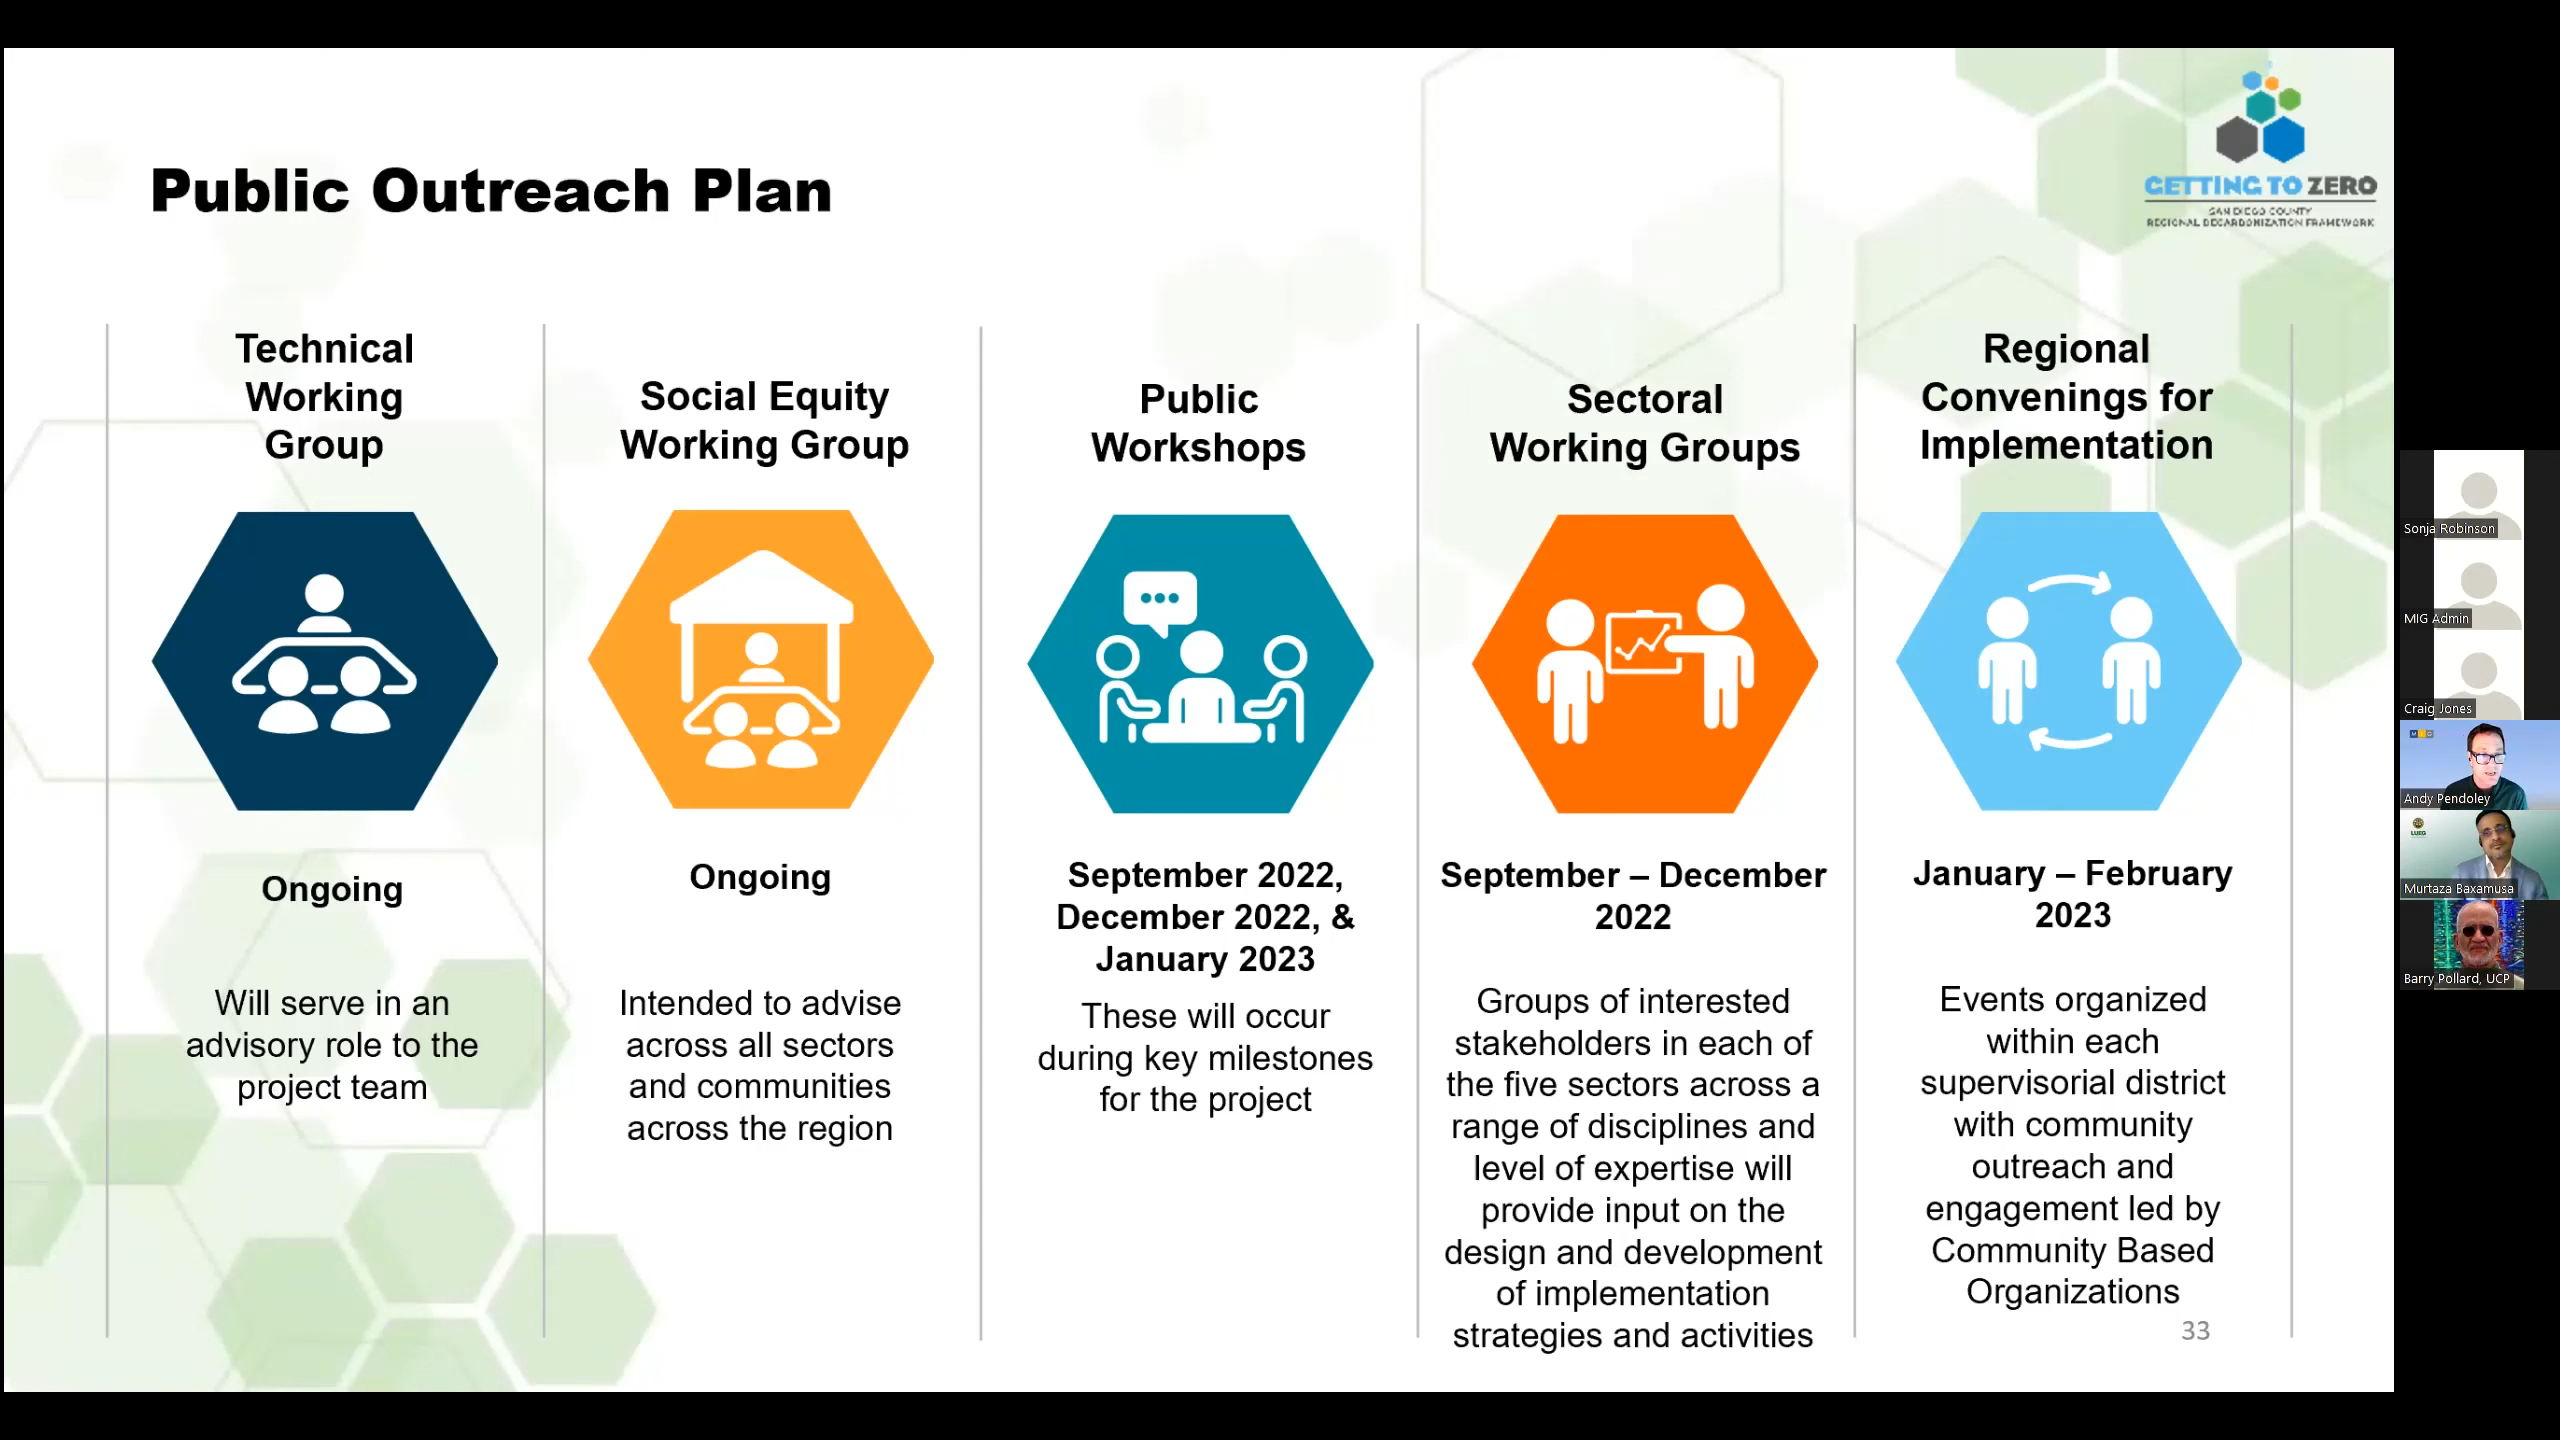 Public Outreach Plan
GETTING TO ZERO
SAN DIEGO COUNTY
REGIONAL DECARBONIZATION FRAMEWORK
Technical
Working
Group
Ongoing
Will serve in an
advisory role to the
project team
Social Equity
Working Group
Ongoing
Intended to advise
across all sectors
and communities
across the region
Public
Workshops
September 2022,
December 2022, &
January 2023
These will occur
during key milestones
for the project
Sectoral
Working Groups
September – December
2022
Groups of interested
stakeholders in each of
the five sectors across a
range of disciplines and
level of expertise will
provide input on the
design and development
of implementation
strategies and activities
Regional
Convenings for
Implementation
January – February
2023
Events organized
within each
supervisorial district
with community
outreach and
engagement led by
Community Based
Organizations
33
Sonja Robinson
MIG Admin
Craig Jones
MIG
Andy Pendoley
LUEG
Murtaza Baxamusa
Barry Pollard, UCP